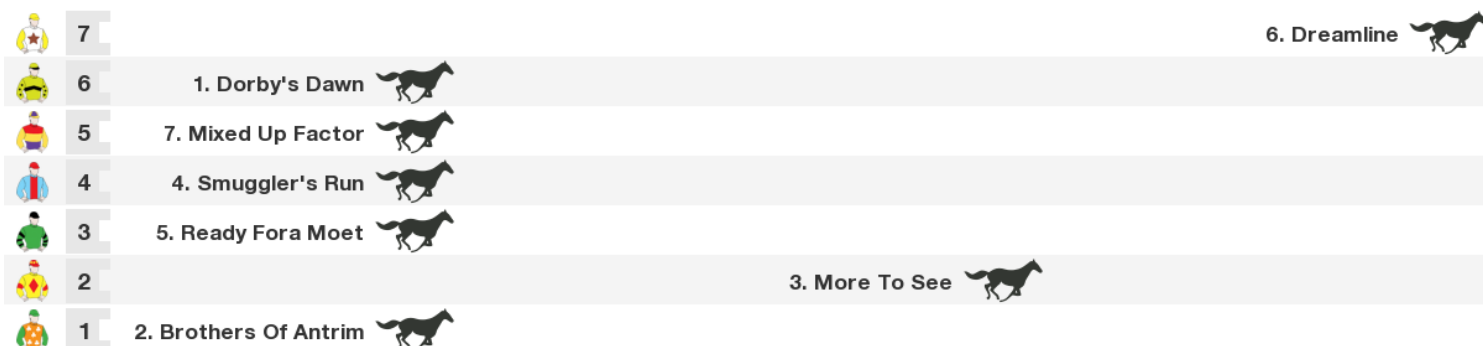 7 6. Dreamline
6 1. Dorby's Dawn
5 7. Mixed Up Factor
4 4. Smuggler's Run
3 5. Ready Fora Moet
2 3. More To See
1 2. Brothers Of Antrim